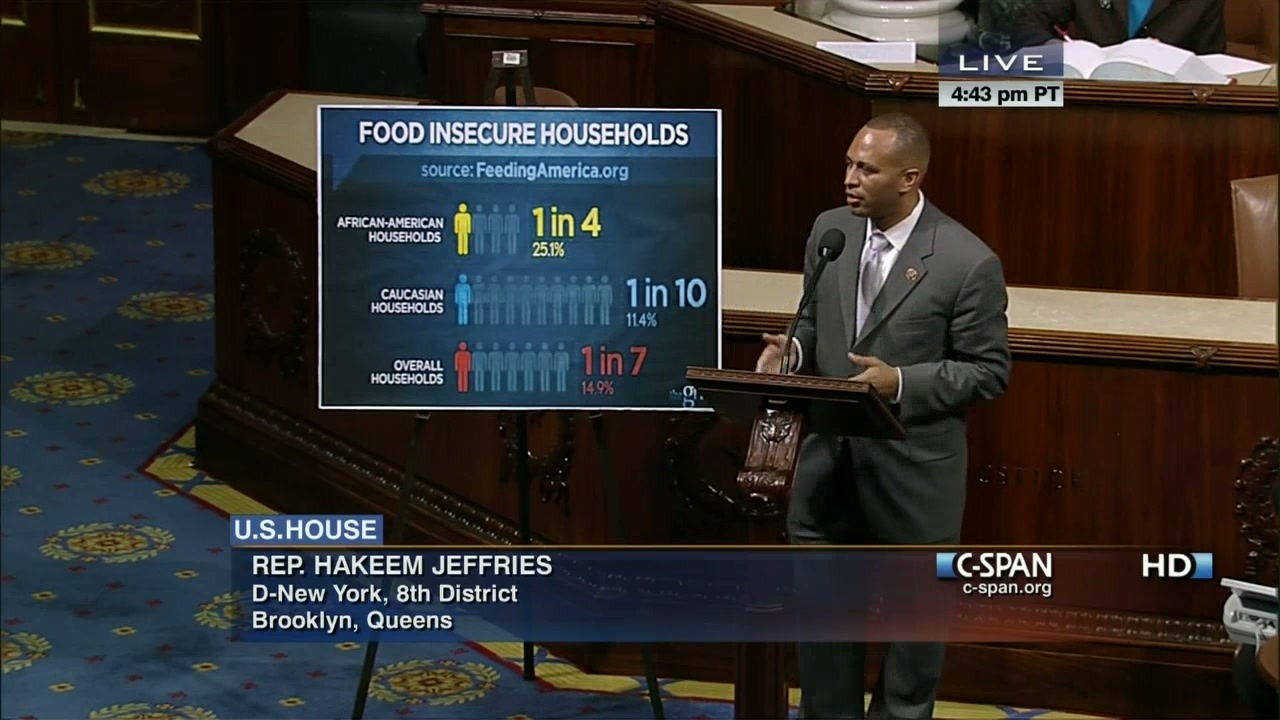 LIVE
4:43 pm PT
FOOD INSECURE HOUSEHOLDS
source: FeedingAmerica.org
AFRICAN-AMERICAN
HOUSEHOLDS
1 in 4
25.1%
CAUCASIAN
HOUSEHOLDS
1 in 10
11.4%
OVERALL
HOUSEHOLDS
1 in 7
14.9%
JUSTICE
U.S. HOUSE
REP. HAKEEM JEFFRIES
D-New York, 8th District
Brooklyn, Queens
C-SPAN
c-span.org
HD